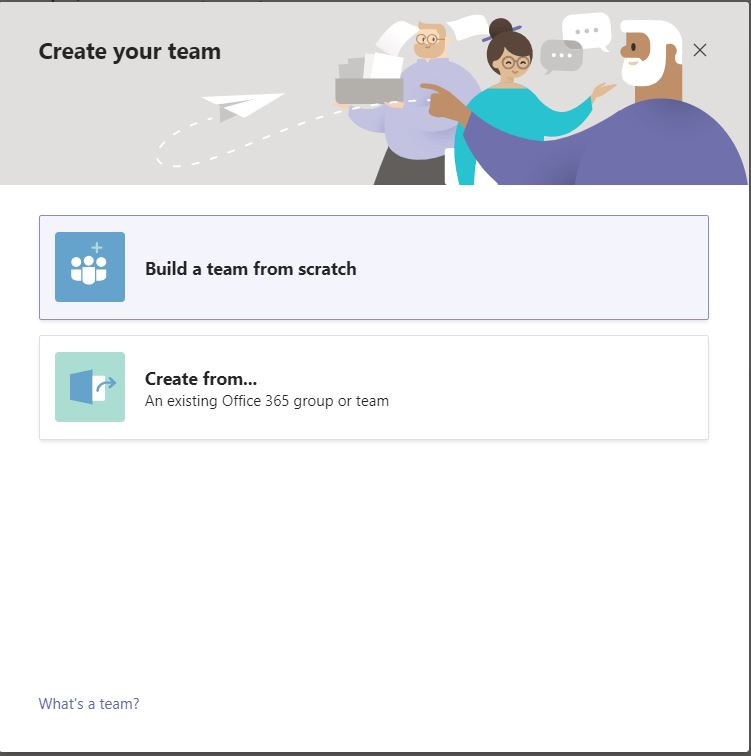 Create your team
Build a team from scratch
Create from...
An existing Office 365 group or team
What's a team?